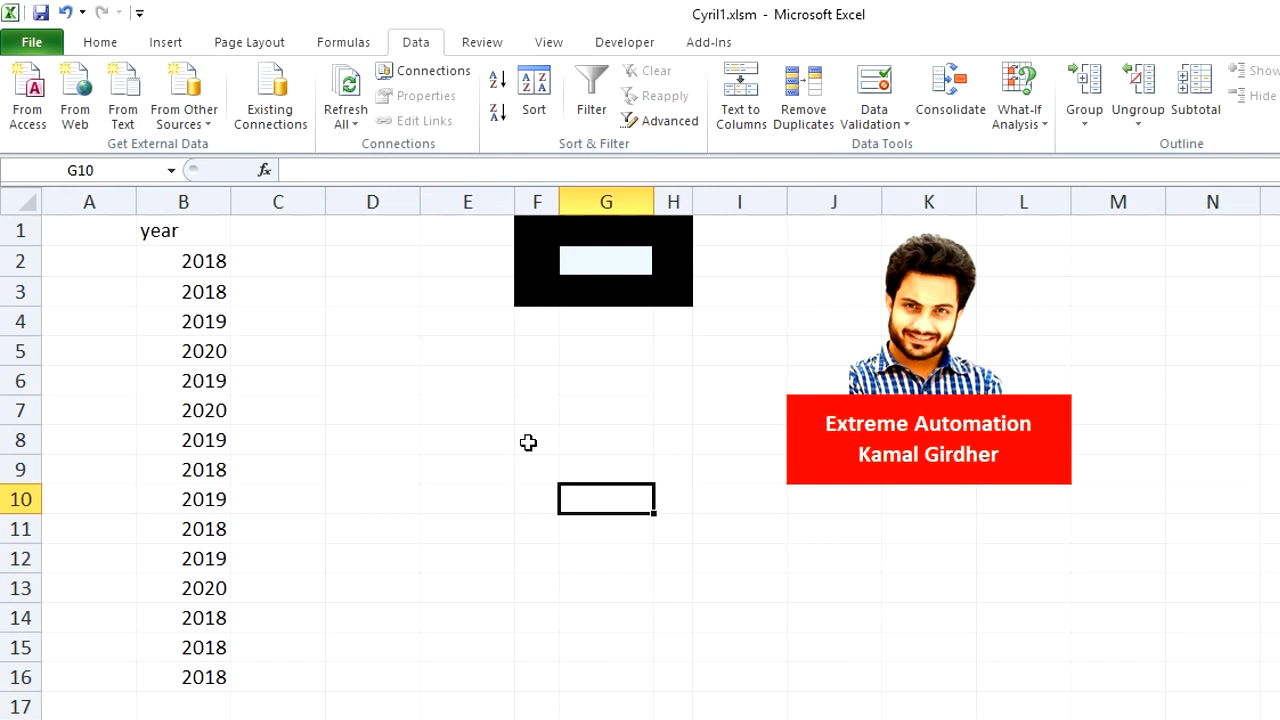 Cyril1.xlsm - Microsoft Excel
File Home Insert Page Layout Formulas Data Review View Developer Add-Ins
From Access
From Web
From Text
From Other Sources
Existing Connections
Get External Data
Refresh All
Connections
Properties
Edit Links
Connections
Sort
Filter
Clear
Reapply
Advanced
Sort & Filter
Text to Columns
Remove Duplicates
Data Validation
Consolidate
What-If Analysis
Data Tools
Group
Ungroup
Subtotal
Show
Hide
Outline
G10 fx
A B C D E F G H I J K L M N
1 year
2 2018
3 2018
4 2019
5 2020
6 2019
7 2020
8 2019
9 2018
10 2019
11 2018
12 2019
13 2020
14 2018
15 2018
16 2018
17
Extreme Automation
Kamal Girdher